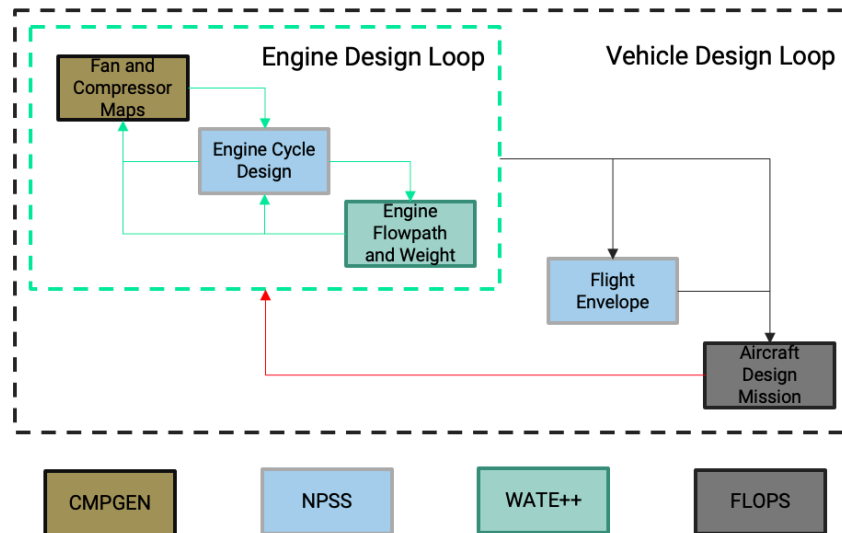 Engine Design Loop
Vehicle Design Loop
Fan and
Compressor
Maps
Engine Cycle
Design
Engine
Flowpath
and Weight
Flight
Envelope
Aircraft
Design
Mission
CMPGEN
NPSS
WATE++
FLOPS